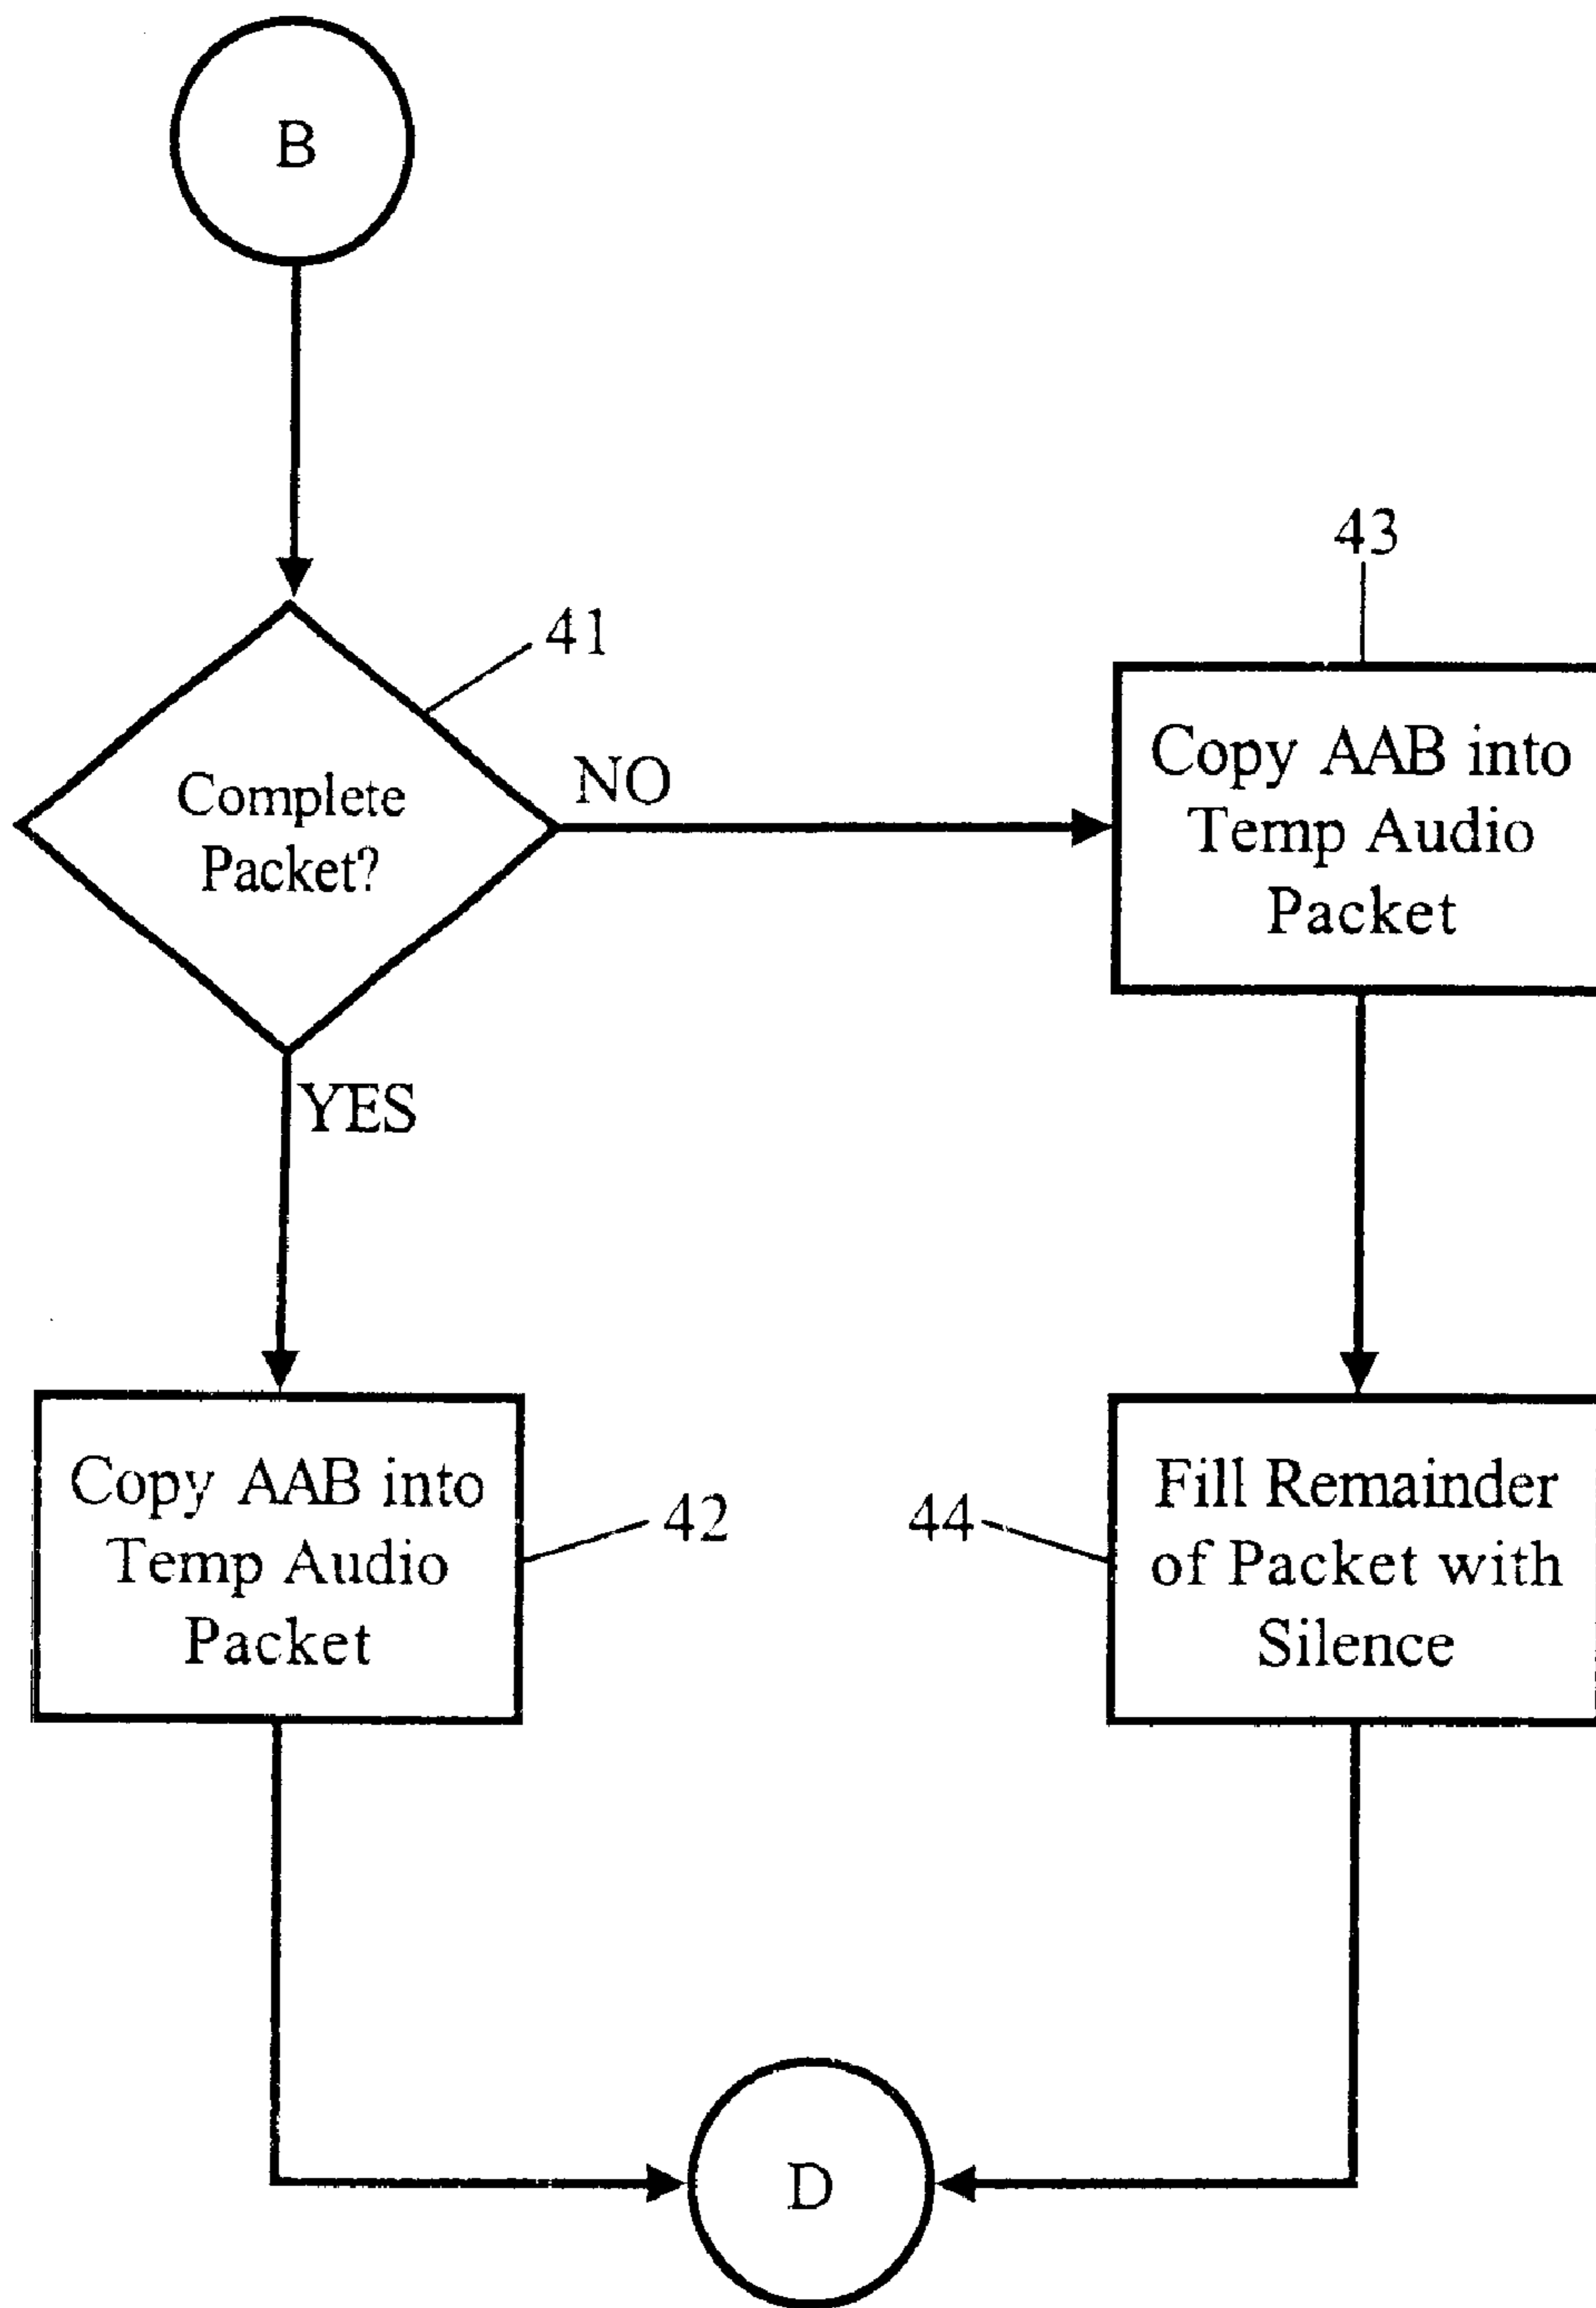 B
41
Complete
Packet?
NO
YES
43
Copy AAB into
Temp Audio
Packet
Copy AAB into
Temp Audio
Packet
42
44
Fill Remainder
of Packet with
Silence
D